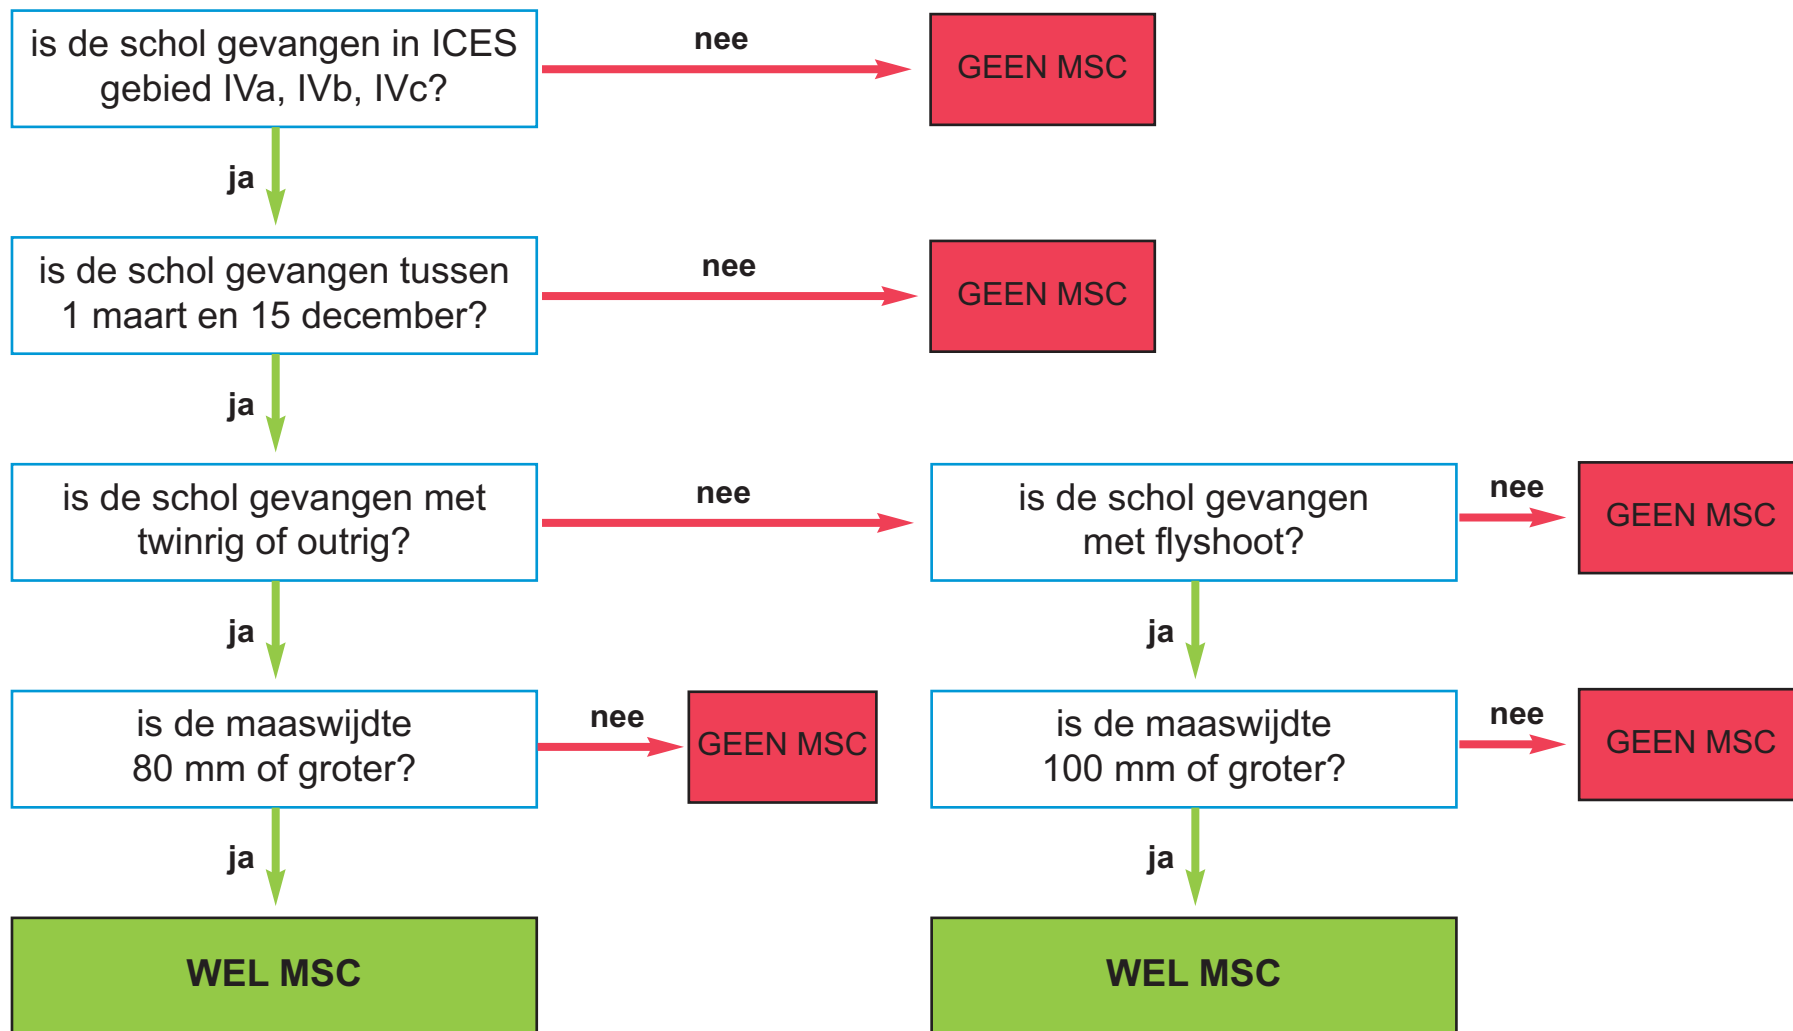 is de schol gevangen in ICES
gebied IVa, IVb, IVc?
nee
GEEN MSC
ja
is de schol gevangen tussen
1 maart en 15 december?
nee
GEEN MSC
ja
is de schol gevangen met
twinrig of outrig?
nee
is de schol gevangen
met flyshoot?
nee
GEEN MSC
ja
ja
is de maaswijdte
80 mm of groter?
nee
GEEN MSC
is de maaswijdte
100 mm of groter?
nee
GEEN MSC
ja
ja
WEL MSC
WEL MSC